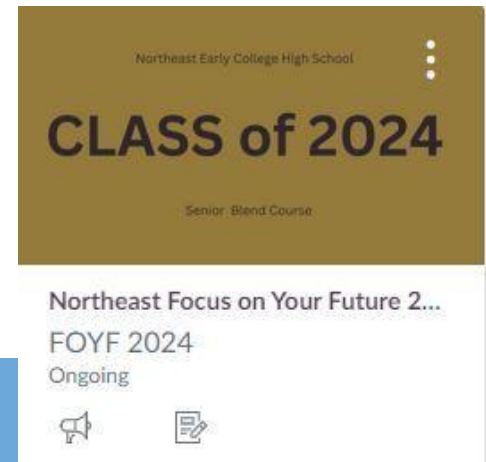 Northeast Early College High School
CLASS of 2024
Senior Blend Course
Northeast Focus on Your Future 2...
FOYF 2024
Ongoing